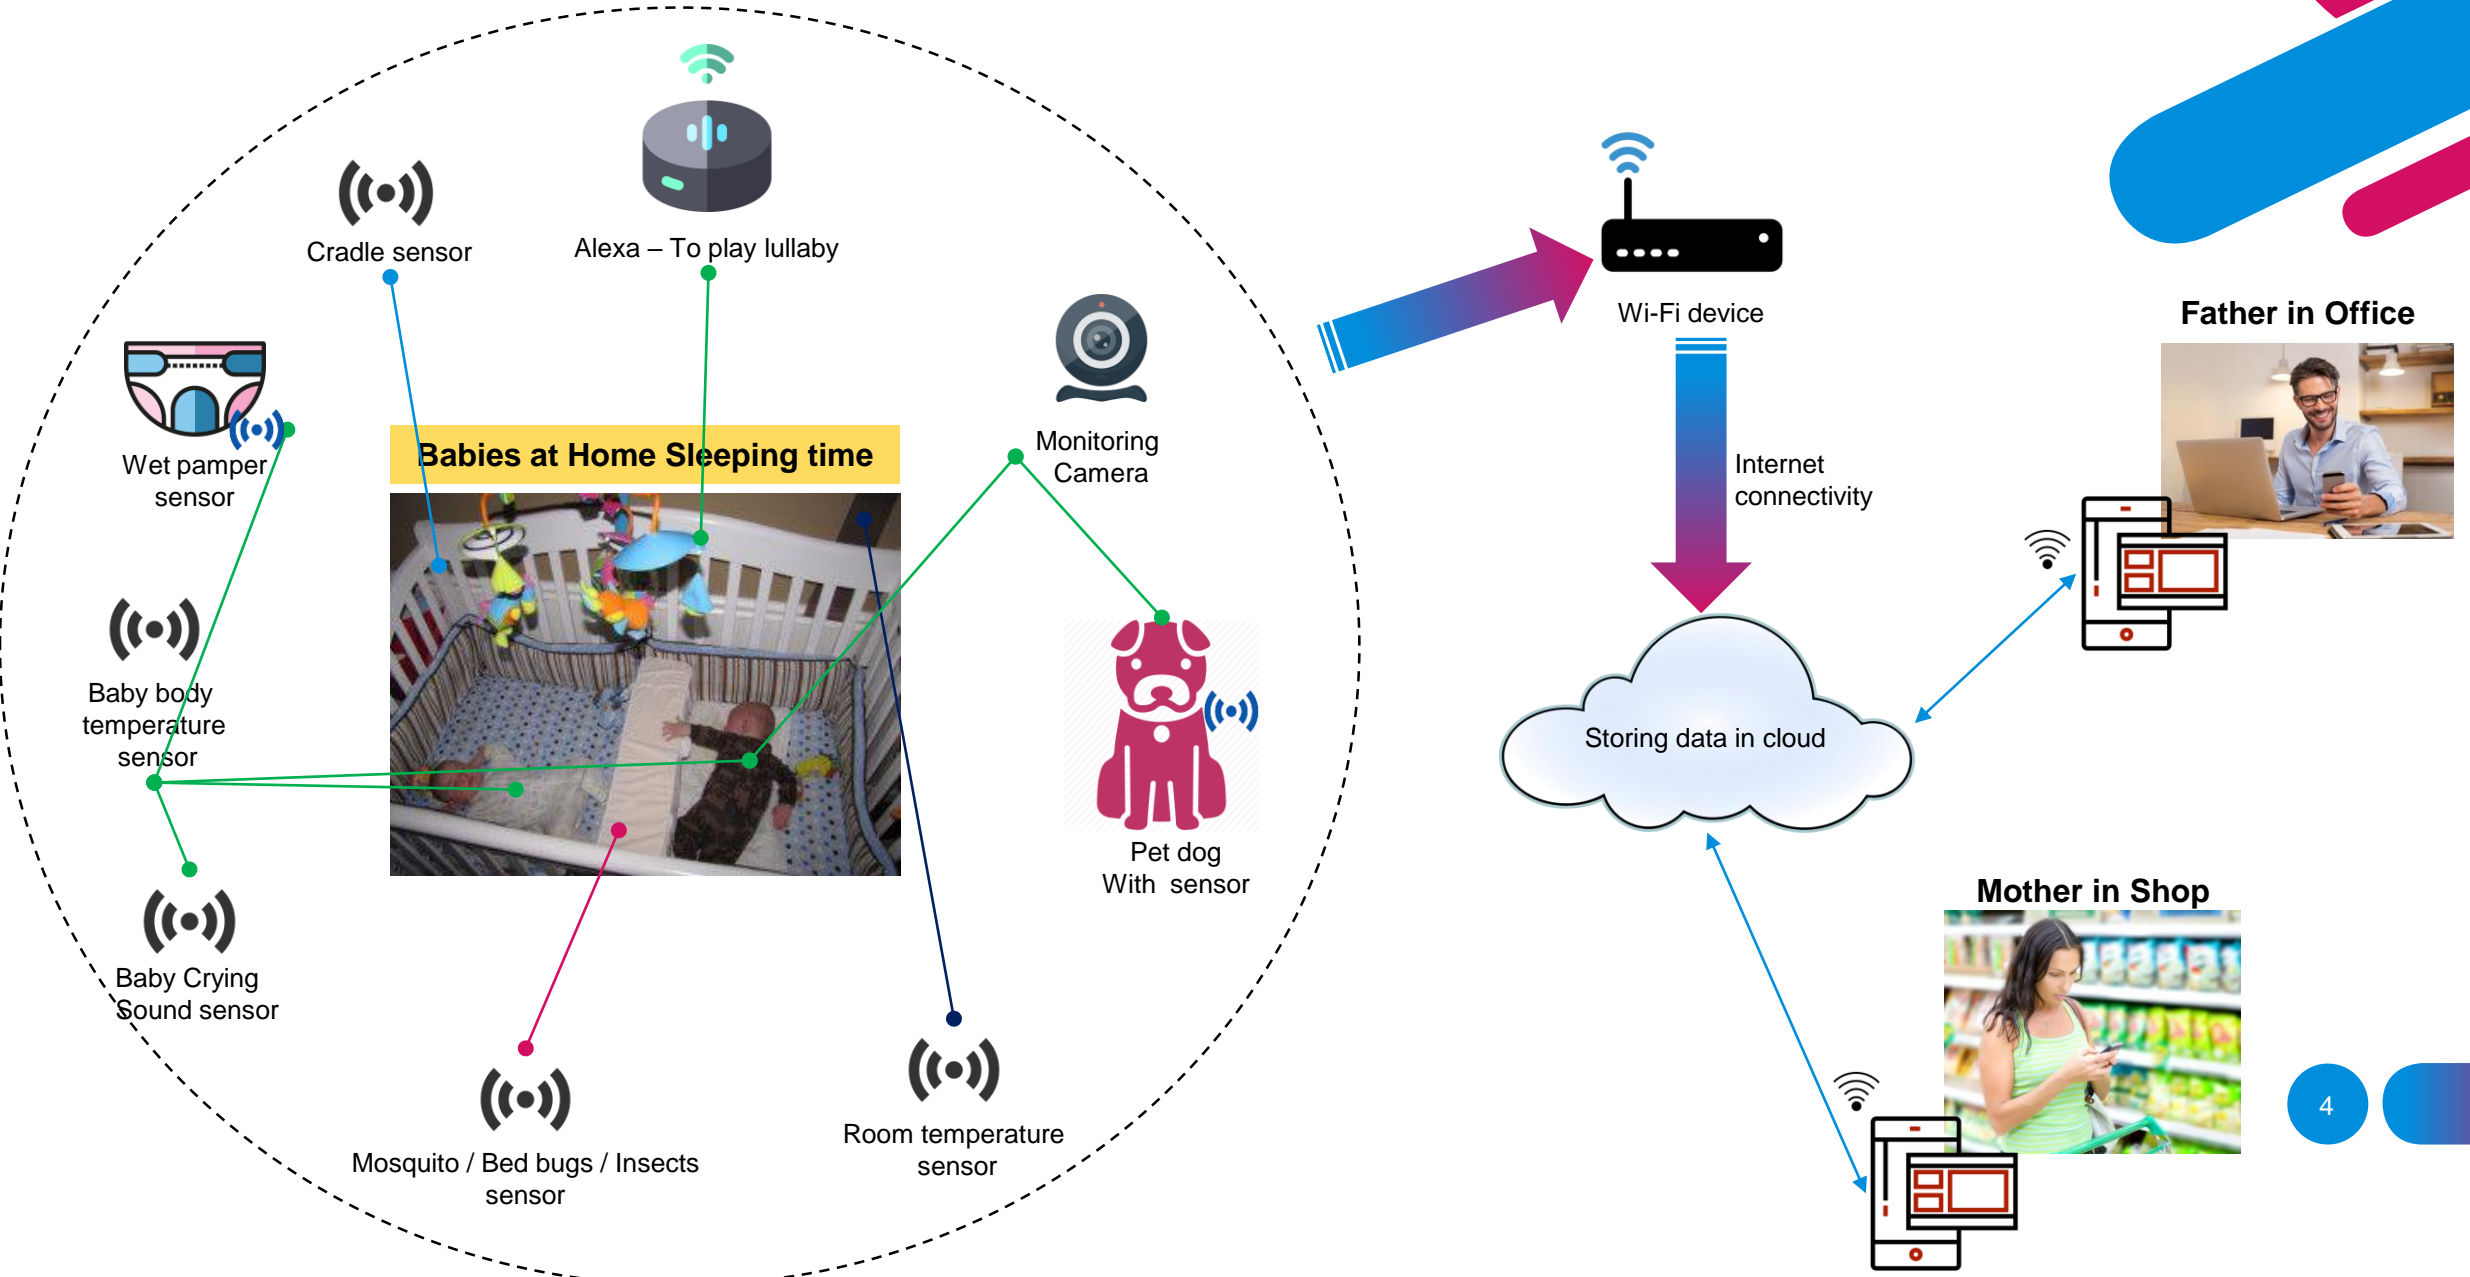 Alexa – To play lullaby
Cradle sensor
Wi-Fi device
Father in Office
Monitoring
Camera
Babies at Home Sleeping time
Wet pamper
sensor
Internet
connectivity
Baby body
temperature
sensor
Storing data in cloud
Pet dog
With sensor
Mother in Shop
Baby Crying
Sound sensor
Room temperature
sensor
Mosquito / Bed bugs / Insects
sensor
4